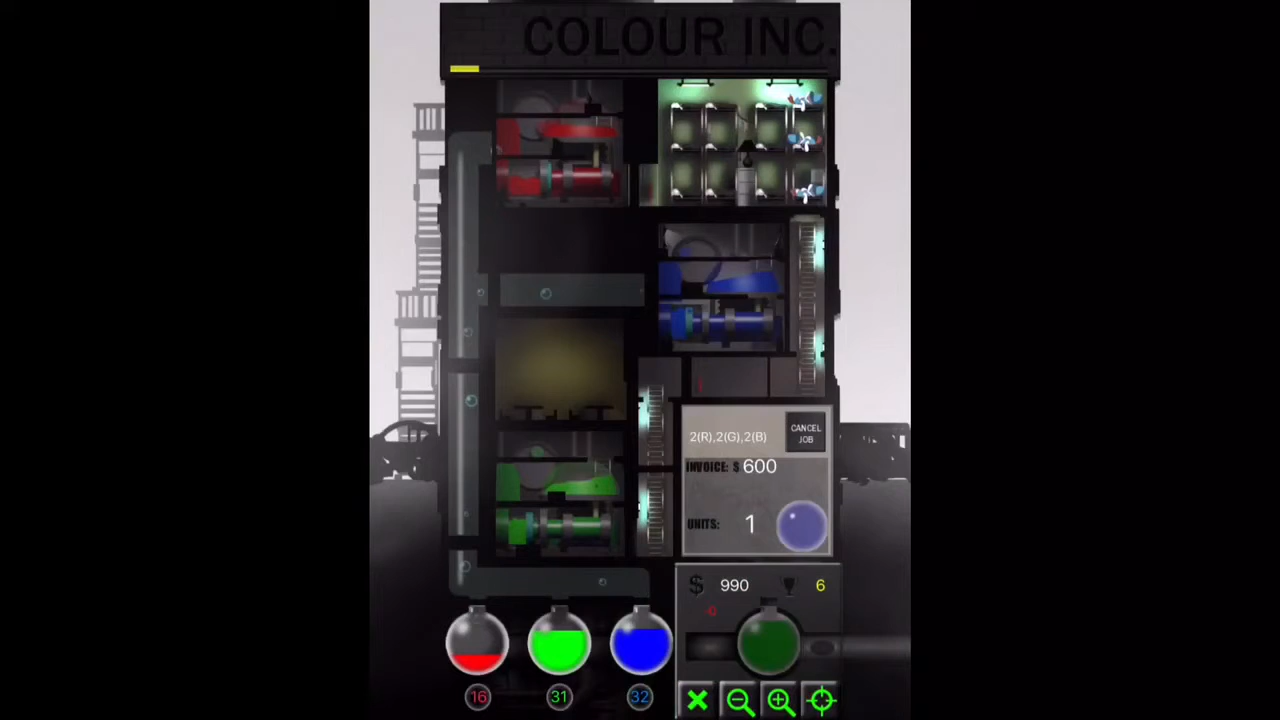 COLOUR INC.
2(R),2(G),2(B)
CANCEL
JOB
INVOICE: $ 600
UNITS: 1
$ 990 6
16 31 32